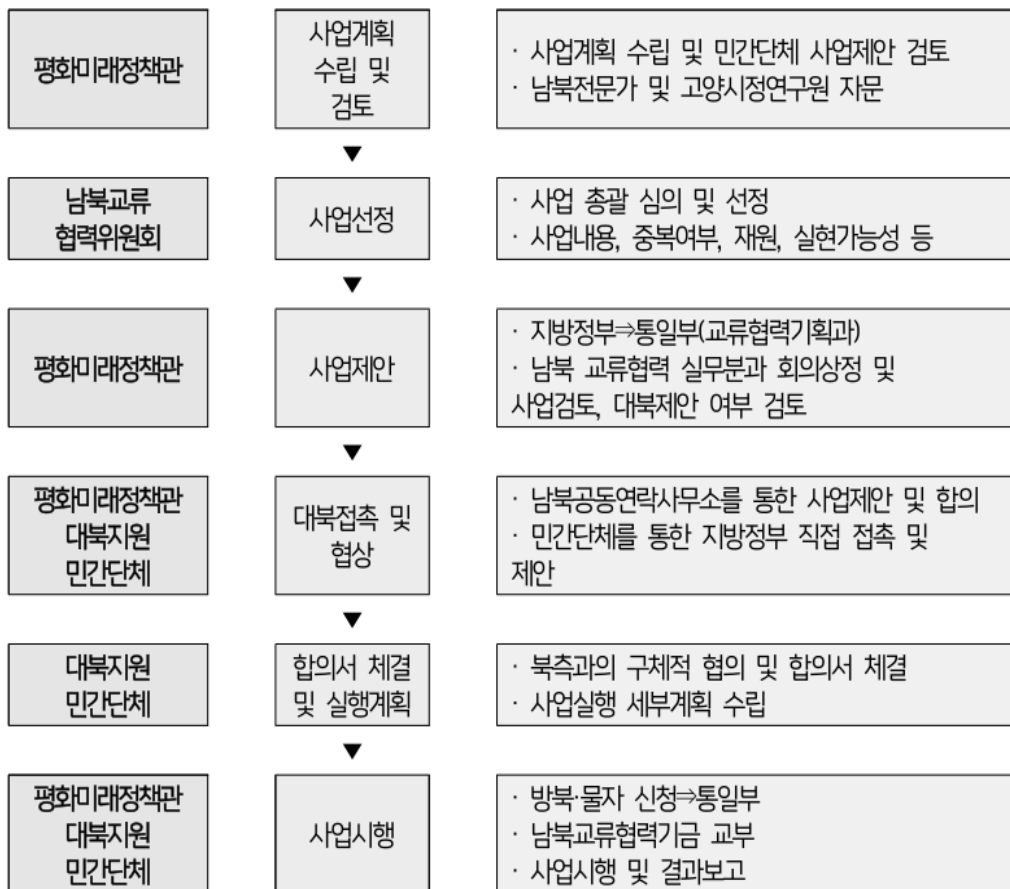 평화미래정책관
사업계획
수립 및
검토
· 사업계획 수립 및 민간단체 사업제안 검토
· 남북전문가 및 고양시정연구원 자문
▼
남북교류
협력위원회
사업선정
· 사업 총괄 심의 및 선정
· 사업내용, 중복여부, 재원, 실현가능성 등
▼
평화미래정책관
사업제안
· 지방정부⇒통일부(교류협력기획과)
· 남북 교류협력 실무분과 회의상정 및
사업검토, 대북제안 여부 검토
▼
평화미래정책관
대북지원
민간단체
대북접촉 및
협상
· 남북공동연락사무소를 통한 사업제안 및 합의
· 민간단체를 통한 지방정부 직접 접촉 및
제안
▼
대북지원
민간단체
합의서 체결
및 실행계획
· 북측과의 구체적 협의 및 합의서 체결
· 사업실행 세부계획 수립
▼
평화미래정책관
대북지원
민간단체
사업시행
· 방북·물자 신청⇒통일부
· 남북교류협력기금 교부
· 사업시행 및 결과보고